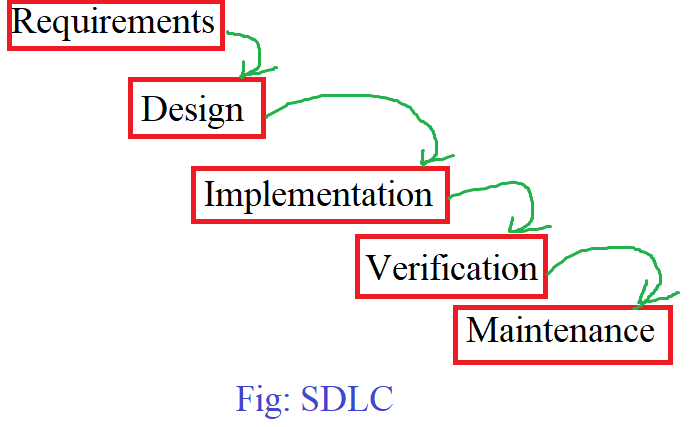 Requirements
Design
Implementation
Verification
Maintenance
Fig: SDLC